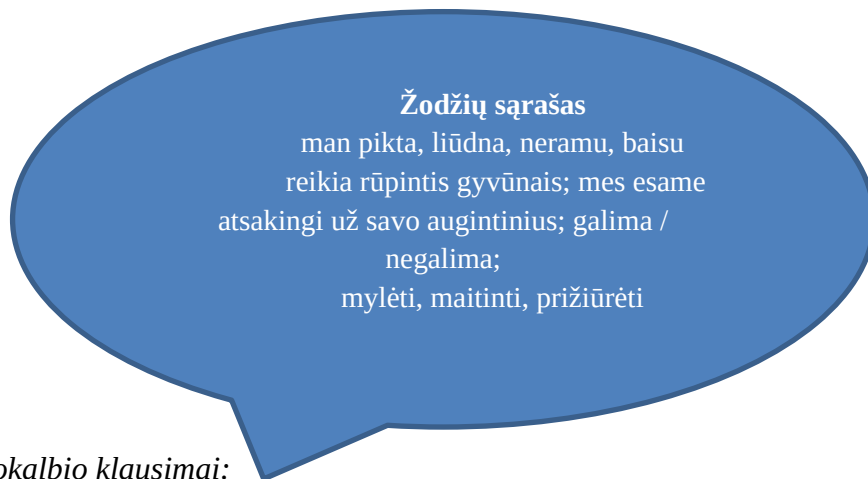 Žodžių sąrašas
man pikta, liūdna, neramu, baisu
reikia rūpintis gyvūnais; mes esame
atsakingi už savo augintinius; galima /
negalima;
mylėti, maitinti, prižiūrėti
klausimai: